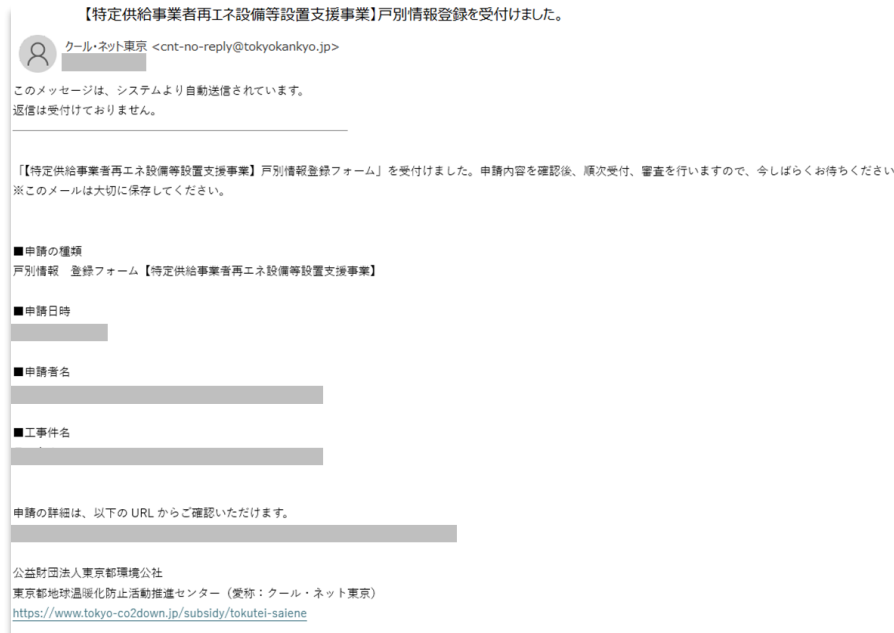 【特定供給事業者再エネ設備等設置支援事業】戸別情報登録を受付けました。
クール・ネット東京 <cnt-no-reply@tokyokankyo.jp>
このメッセージは、システムより自動送信されています。
返信は受付けておりません。
「【特定供給事業者再エネ設備等設置支援事業】戸別情報登録フォーム」を受付けました。申請内容を確認後、順次受付、審査を行いますので、今しばらくお待ちください
※このメールは大切に保存してください。
■申請の種類
戸別情報　登録フォーム【特定供給事業者再エネ設備等設置支援事業】
■申請日時
■申請者名
■工事件名
申請の詳細は、以下の URL からご確認いただけます。
公益財団法人東京都環境公社
東京都地球温暖化防止活動推進センター（愛称：クール・ネット東京）
https://www.tokyo-co2down.jp/subsidy/tokutei-saiene